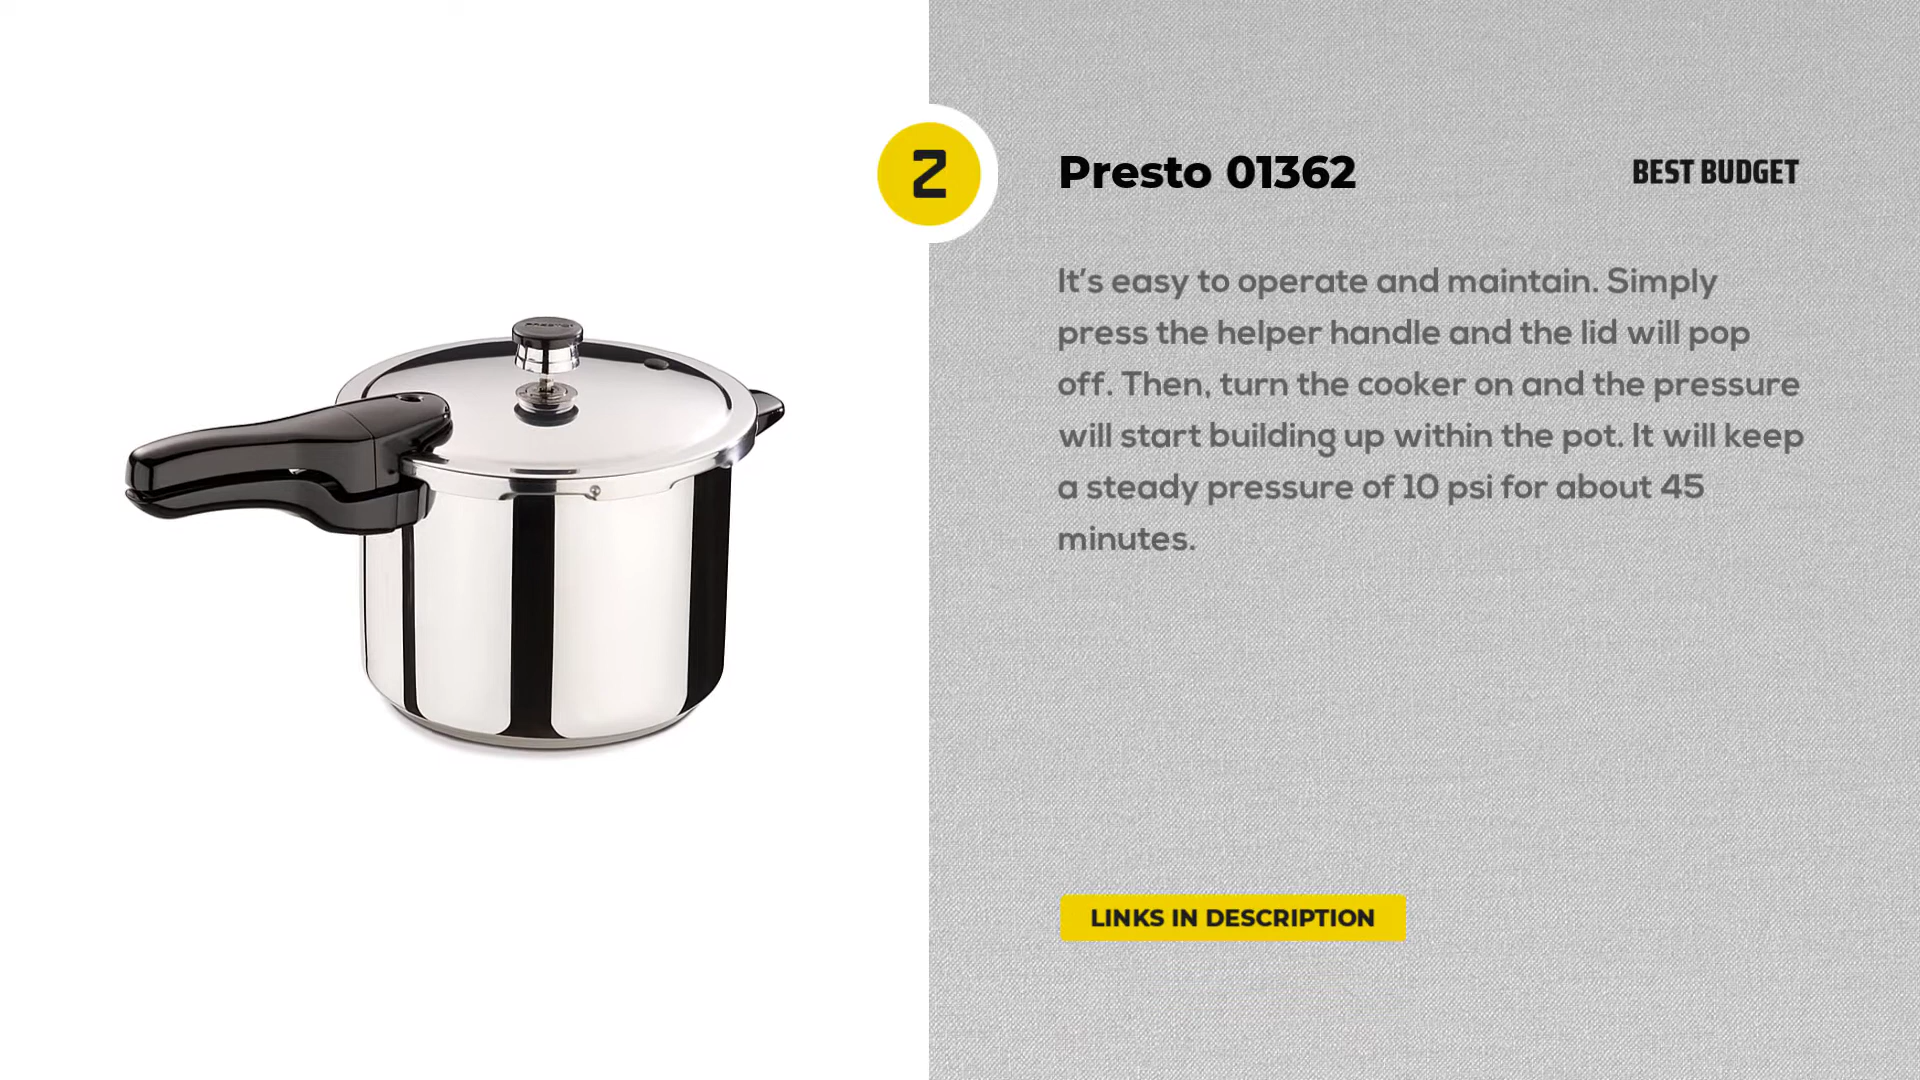 2
Presto 01362
BEST BUDGET
It's easy to operate and maintain. Simply
press the helper handle and the lid will pop
off. Then, turn the cooker on and the pressure
will start building up within the pot. It will keep
a steady pressure of 10 psi for about 45
minutes.
LINKS IN DESCRIPTION